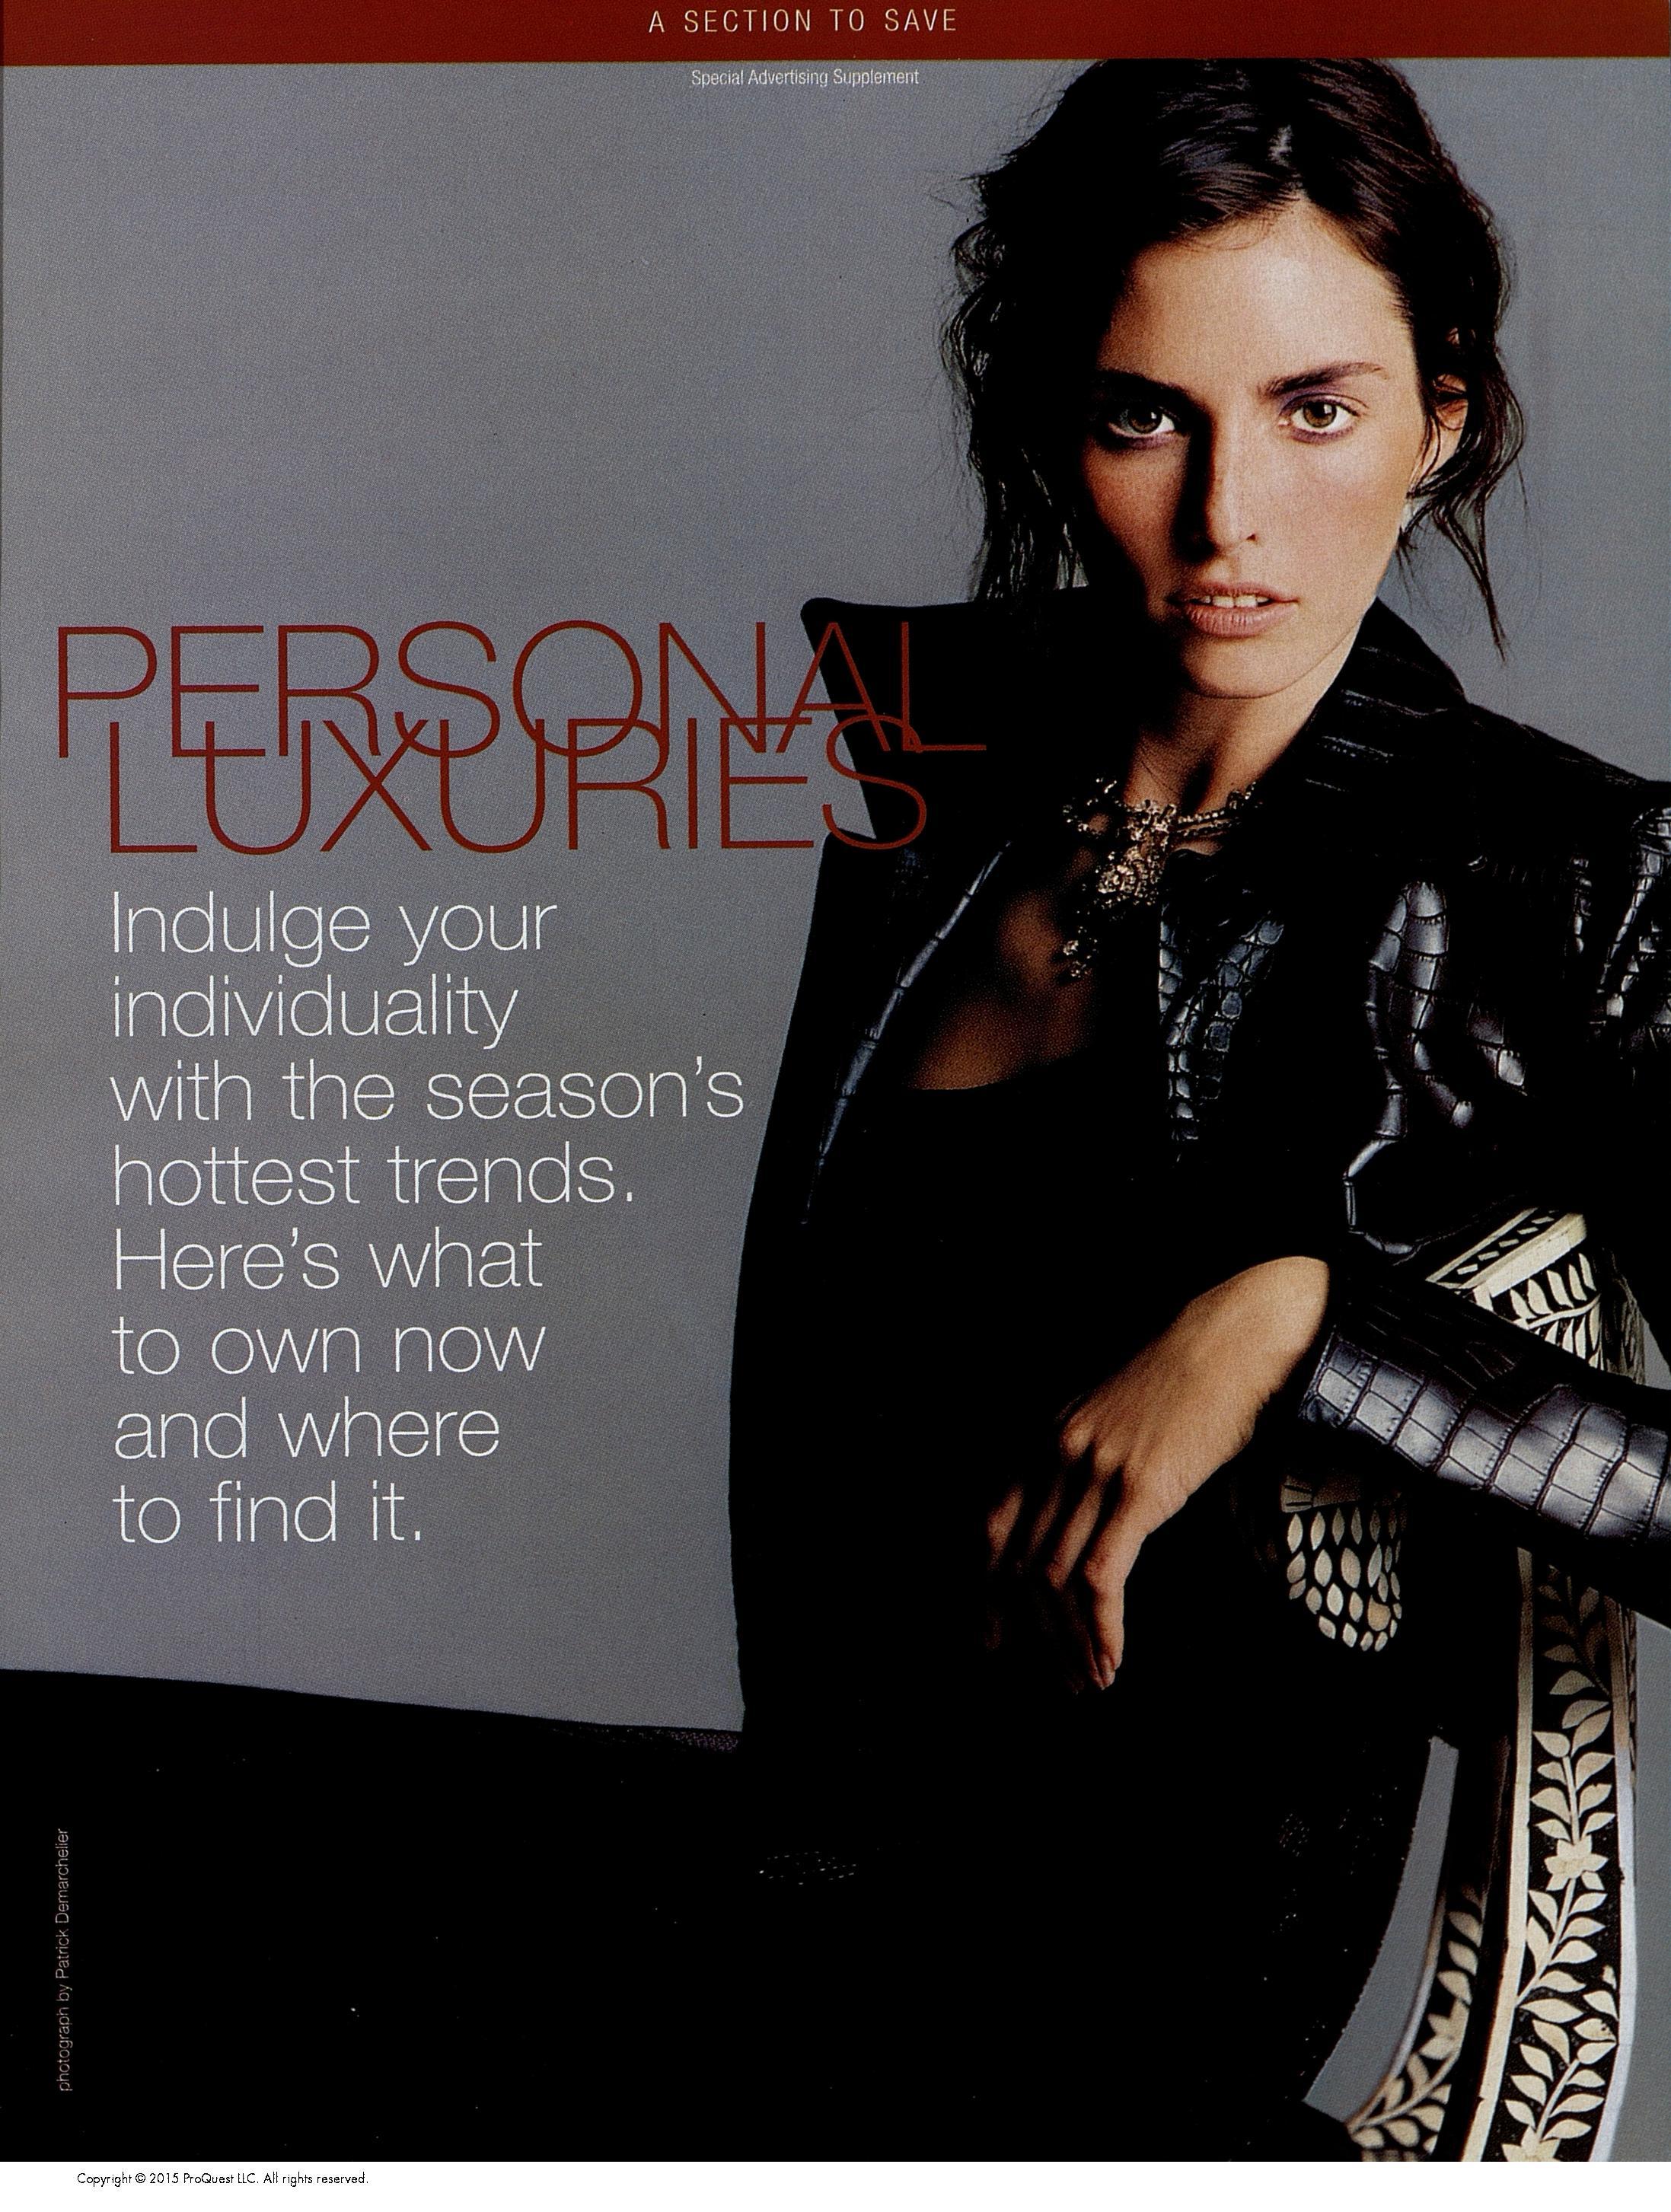 A SECTION TO SAVE
Special Advertising Supplement
PERSONAL
LUXURIES
Indulge your
individuality
with the season's
hottest trends.
Here's what
to own now
and where
to find it.
photograph by Patrick Demarchelier
Copyright © 2015 ProQuest LLC. All rights reserved.